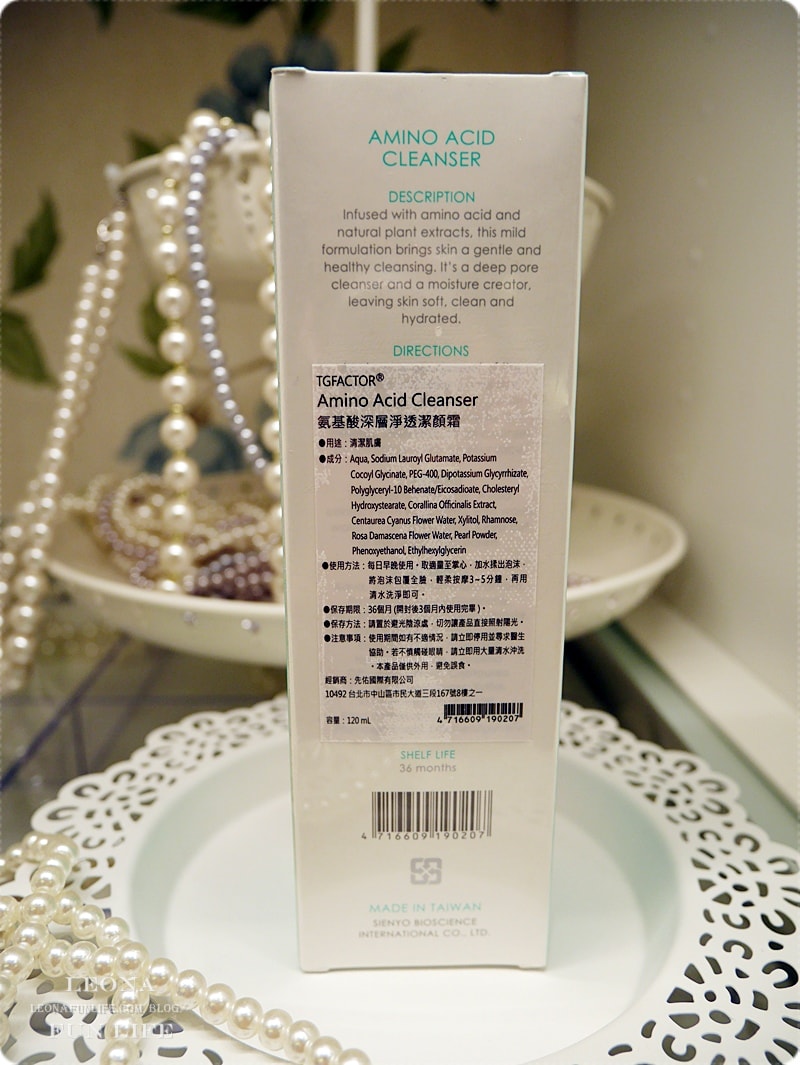 AMINO ACID
CLEANSER
DESCRIPTION
Infused with amino acid and
natural plant extracts, this mild
formulation brings skin a gentle and
healthy cleansing. It's a deep pore
cleanser and a moisture creator,
leaving skin soft, clean and
hydrated.
DIRECTIONS
TGFACTOR®
Amino Acid Cleanser
氨基酸深層淨透潔顏霜
●用途：清潔肌膚
●成分：Aqua, Sodium Lauroyl Glutamate, Potassium
Cocoyl Glycinate, PEG-400, Dipotassium Glycyrrhizate,
Polyglyceryl-10 Behenate/Eicosadioate, Cholesteryl
Hydroxystearate, Corallina Officinalis Extract,
Centaurea Cyanus Flower Water, Xylitol, Rhamnose,
Rosa Damascena Flower Water, Pearl Powder,
Phenoxyethanol, Ethylhexylglycerin
●使用方法：每日早晚使用。取適量至掌心，加水揉出泡沫，
將泡沫包覆全臉，輕柔按摩3~5分鐘，再用
清水洗淨即可。
●保存期限：36個月(開封後3個月內使用完畢)。
●保存方法：請置於避光陰涼處，切勿讓產品直接照射陽光。
●注意事項：使用期間如有不適情況，請立即停用並尋求醫生
協助。若不慎觸碰眼睛，請立即用大量清水沖洗
。本產品僅供外用，避免誤食。
經銷商：先佑國際有限公司
10492 台北市中山區市民大道三段167號8樓之一
容量：120 mL
4 716609 190207
SHELF LIFE
36 months
4 716609 190207
MADE IN TAIWAN
SIENYO BIOSCIENCE
INTERNATIONAL CO., LTD.
LEONA
LEONAFUNLIFE.COM/BLOG/
FUN LIFE